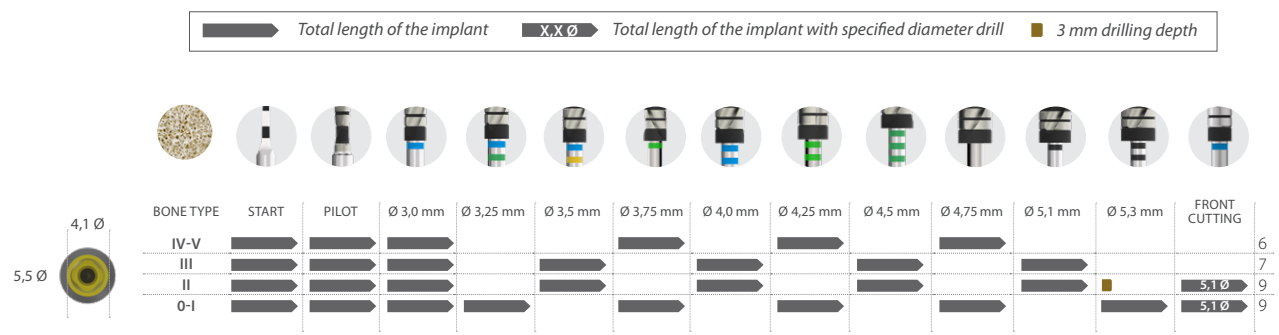 Total length of the implant X,X Ø Total length of the implant with specified diameter drill 3 mm drilling depth
BONE TYPE START PILOT Ø 3,0 mm Ø 3,25 mm Ø 3,5 mm Ø 3,75 mm Ø 4,0 mm Ø 4,25 mm Ø 4,5 mm Ø 4,75 mm Ø 5,1 mm Ø 5,3 mm FRONT CUTTING
4,1 Ø
IV-V 6
III 7
5,5 Ø
II 5,1 Ø 9
0-I 5,1 Ø 9